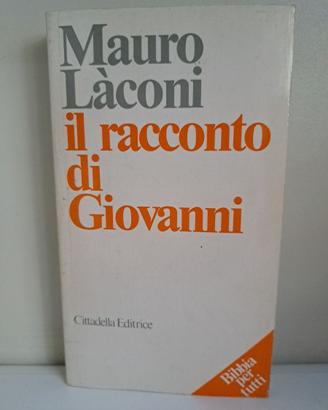 Mauro
Làconi
il racconto
di
Giovanni
Cittadella Editrice
Bibbia
per
tutti